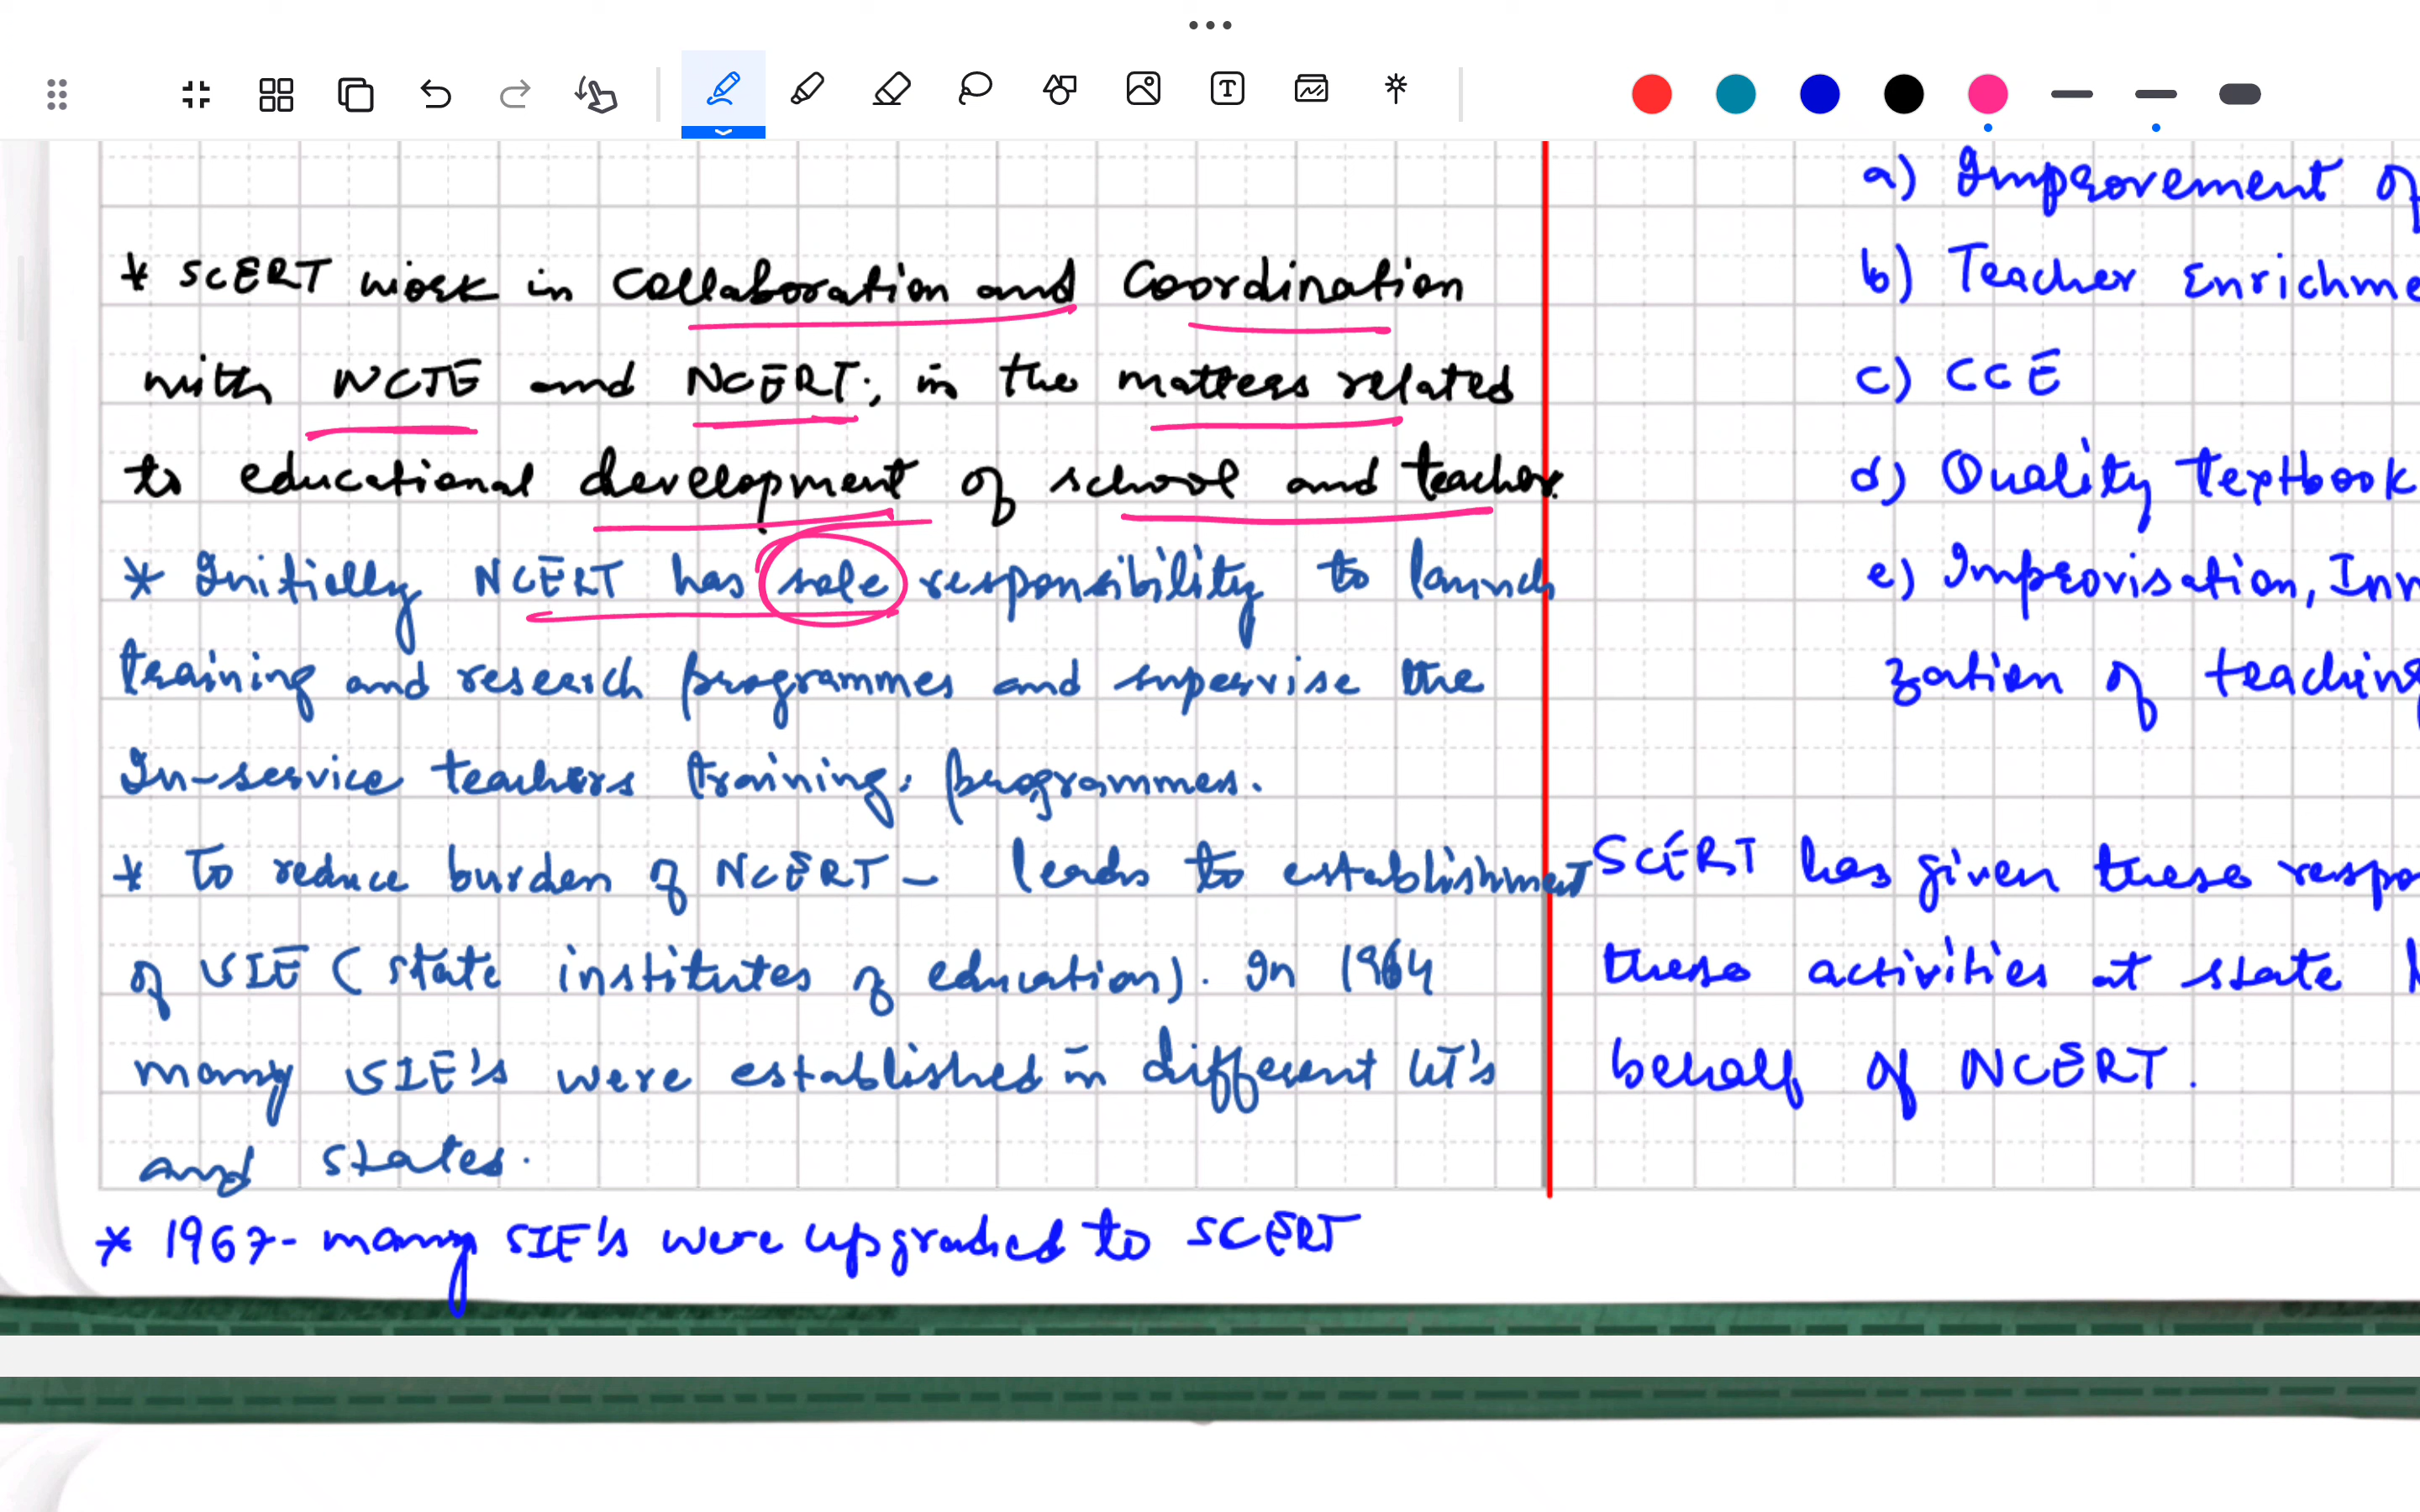 * SCERT work in collaboration and Coordination
with NCTE and NCERT; in the matters related
to educational development of school and teacher.
* Initially NCERT has sole responsibility to launch
training and research programmes and supervise the
In-service teachers training. programmes.
* To reduce burden of NCERT - leads to establishment
of SIE (state institutes of education). In 1964
many SIE's were established in different UT's
and states.
* 1967- many SIE's were upgraded to SCERT
a) Improvement of
b) Teacher Enrichme
c) CCE
d) Quality Textbook
e) Improvisation, Inn
zation of teaching
SCERT has given these respo
these activities at state l
behalf of NCERT.